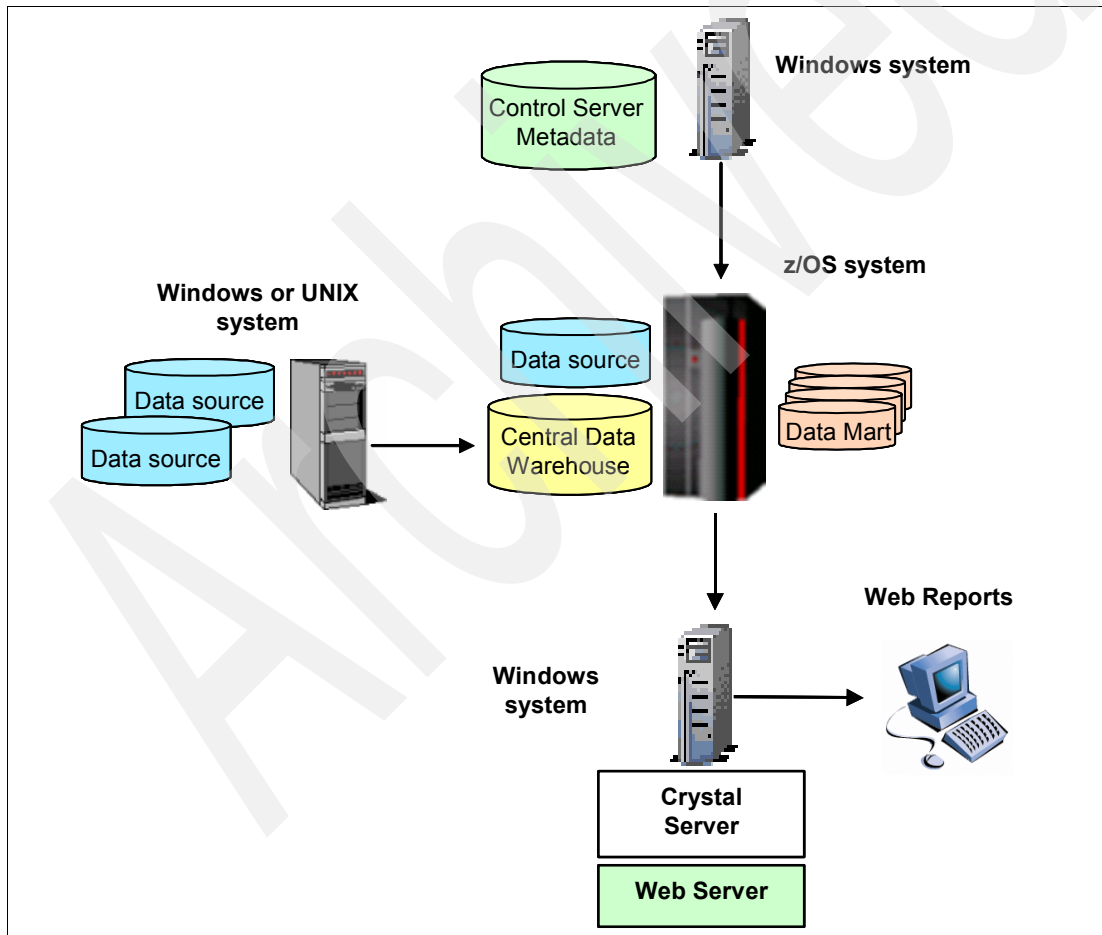 Windows system
Control Server
Metadata
z/OS system
Windows or UNIX
system
Data source
Data source
Data source
Central Data
Warehouse
Data Mart
Web Reports
Windows
system
Crystal
Server
Web Server
Archived